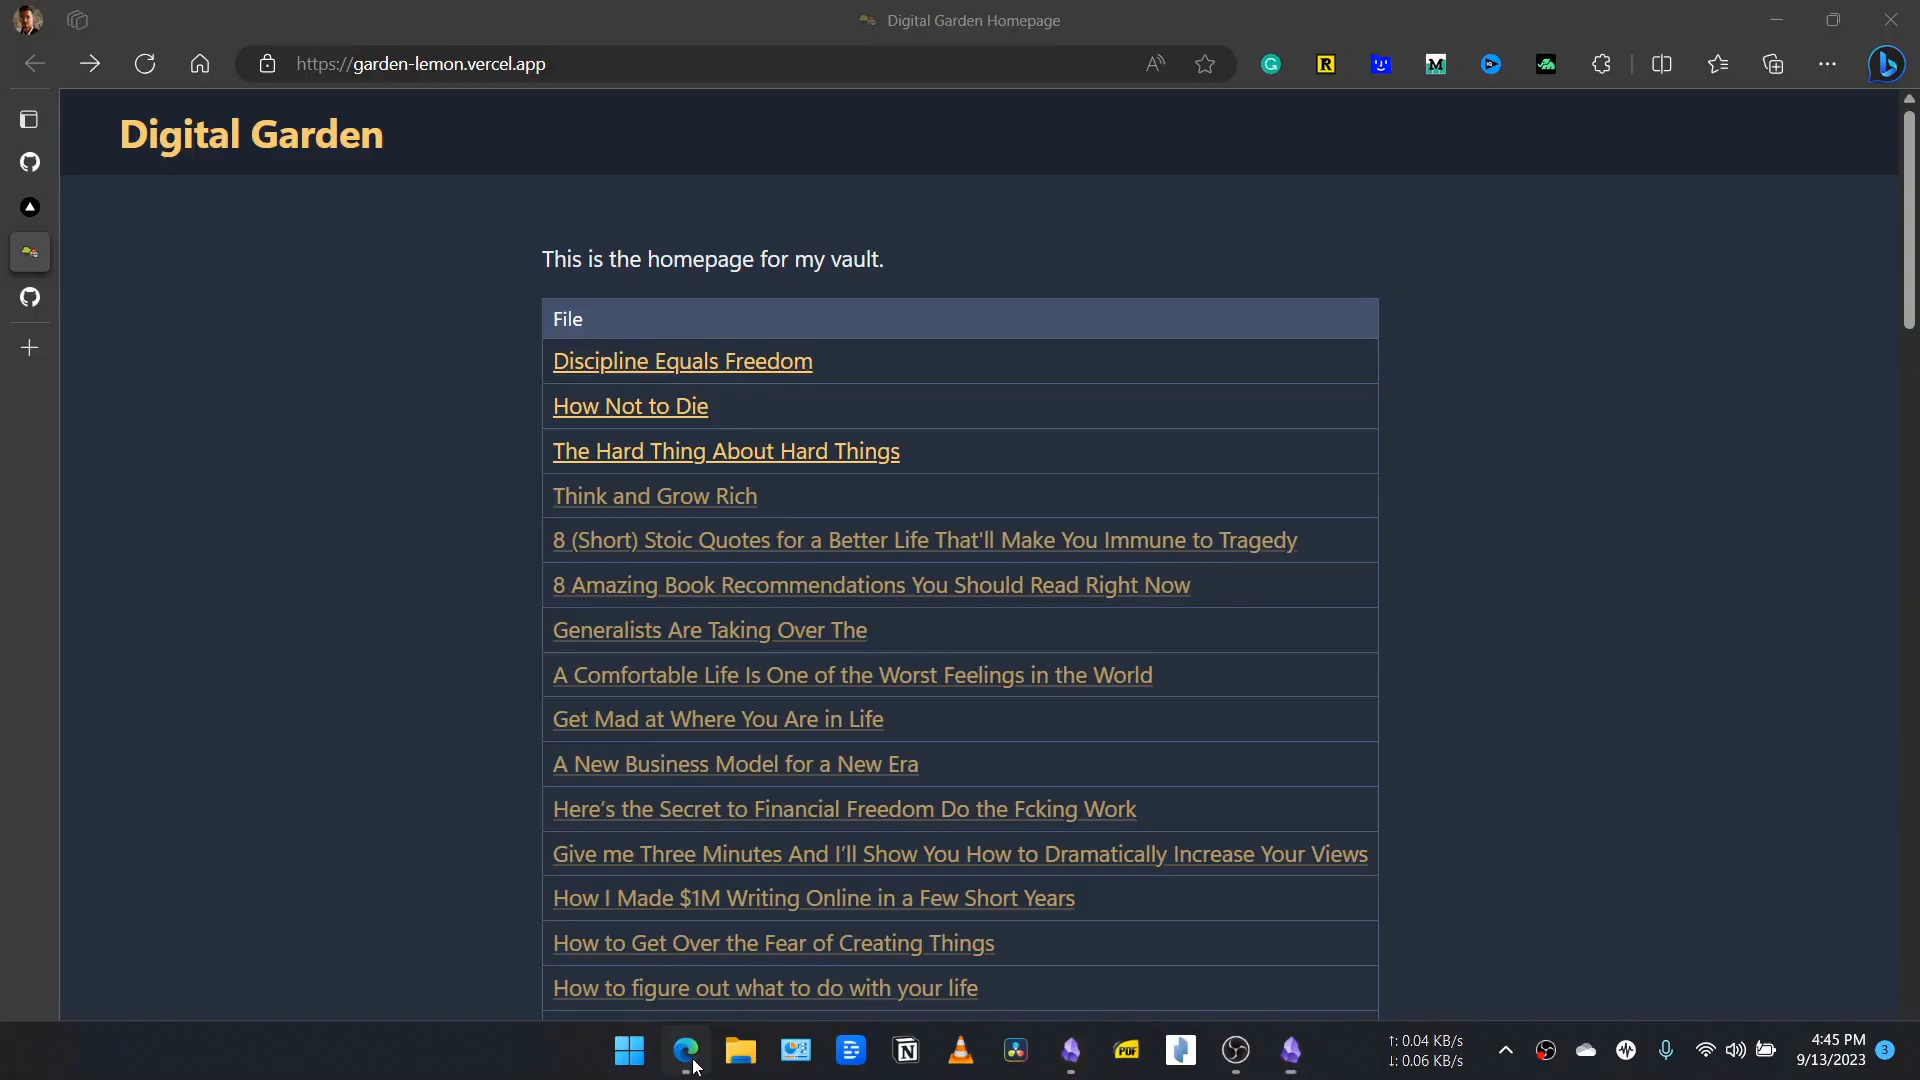 Digital Garden Homepage
https://garden-lemon.vercel.app
Digital Garden
This is the homepage for my vault.
File
Discipline Equals Freedom
How Not to Die
The Hard Thing About Hard Things
Think and Grow Rich
8 (Short) Stoic Quotes for a Better Life That'll Make You Immune to Tragedy
8 Amazing Book Recommendations You Should Read Right Now
Generalists Are Taking Over The
A Comfortable Life Is One of the Worst Feelings in the World
Get Mad at Where You Are in Life
A New Business Model for a New Era
Here’s the Secret to Financial Freedom Do the Fcking Work
Give me Three Minutes And I’ll Show You How to Dramatically Increase Your Views
How I Made $1M Writing Online in a Few Short Years
How to Get Over the Fear of Creating Things
How to figure out what to do with your life
↑: 0.04 KB/s
↓: 0.06 KB/s
4:45 PM
9/13/2023
3